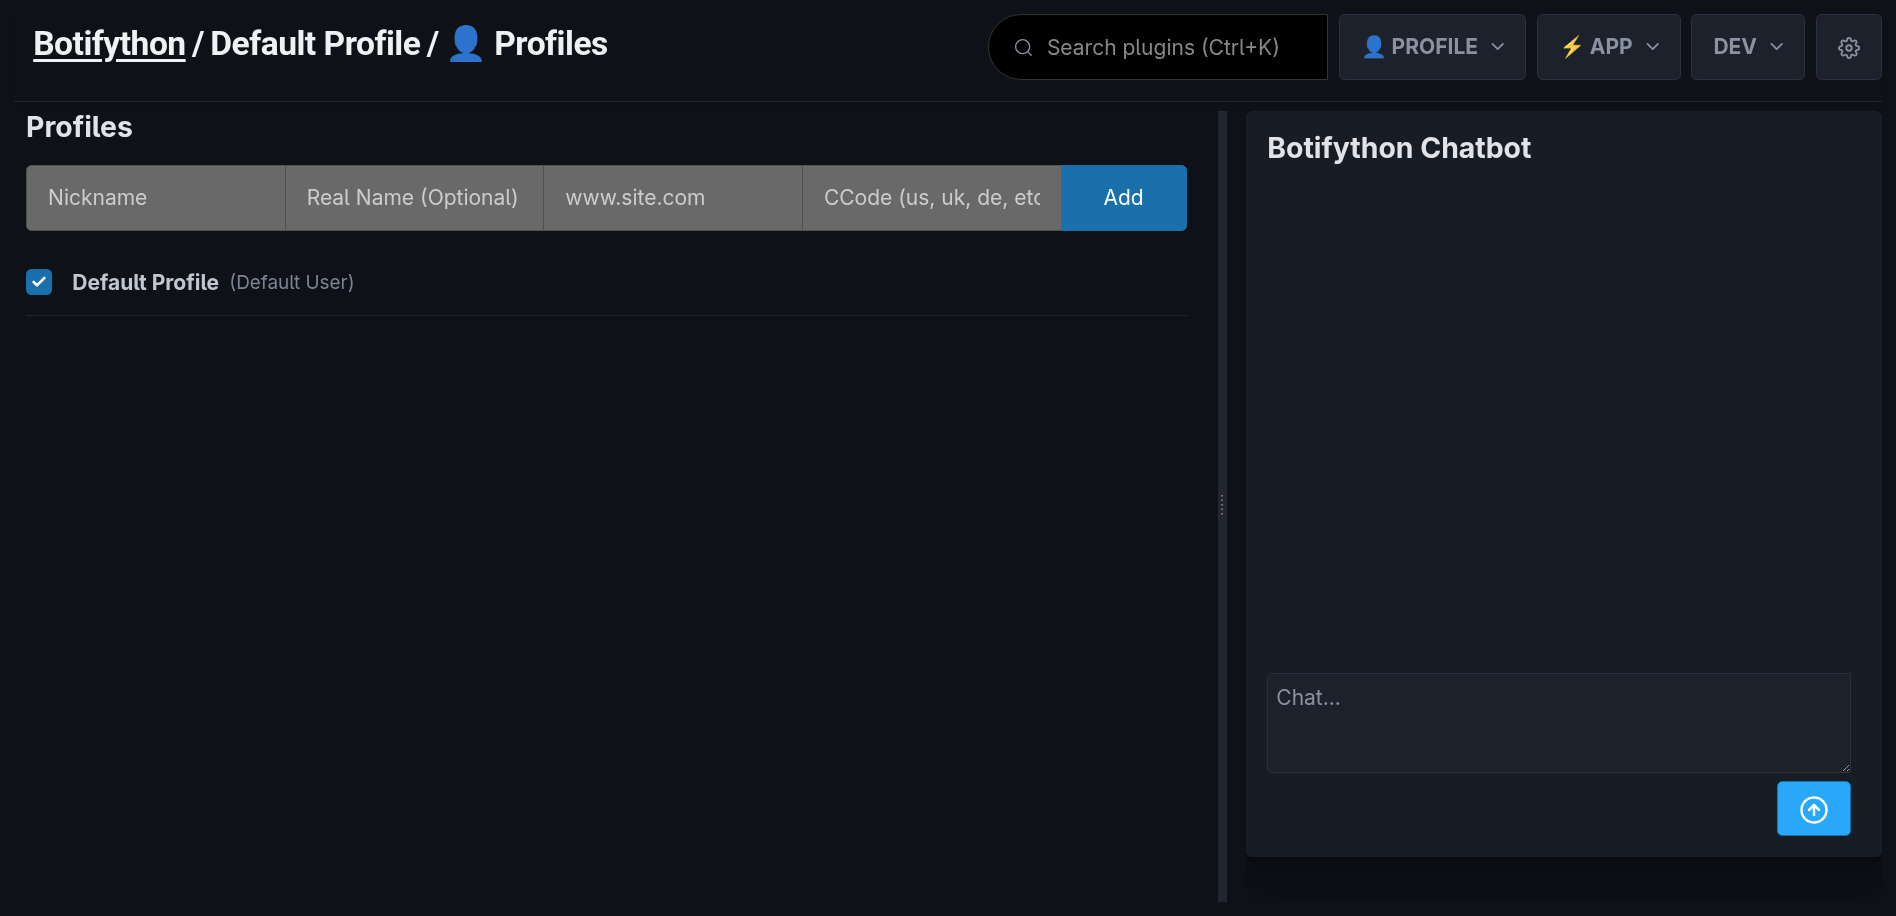 Botifython / Default Profile / 👤 Profiles
Search plugins (Ctrl+K)
👤 PROFILE
⚡ APP
DEV
Profiles
Nickname
Real Name (Optional)
www.site.com
CCode (us, uk, de, etc
Add
Default Profile (Default User)
Botifython Chatbot
Chat...